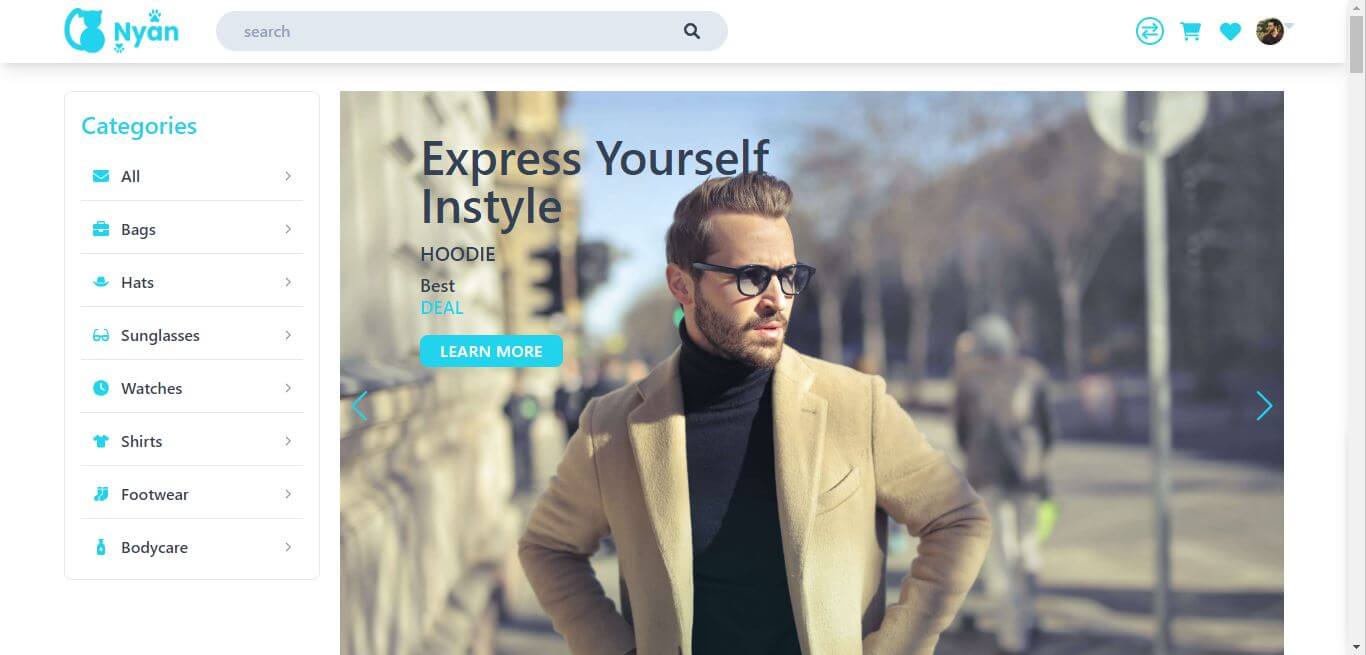 Nyan
search
Categories
All
Bags
Hats
Sunglasses
Watches
Shirts
Footwear
Bodycare
Express Yourself
Instyle
HOODIE
Best
DEAL
LEARN MORE